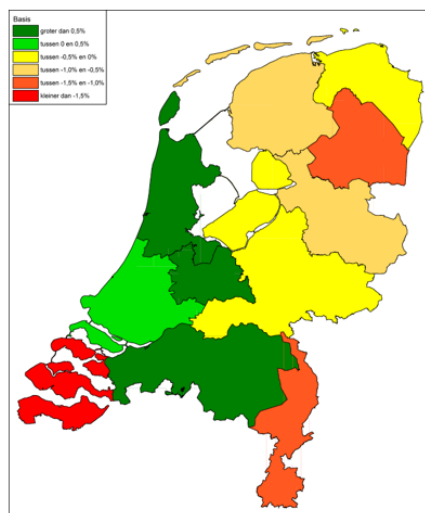 Basis
groter dan 0,5%
tussen 0 en 0,5%
tussen -0,5% en 0%
tussen -1,0% en -0,5%
tussen -1,5% en -1,0%
kleiner dan -1,5%